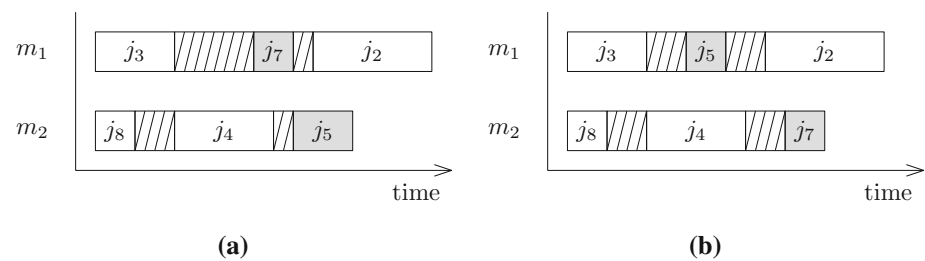 m₁ j₃ j₇ j₂
m₂ j₈ j₄ j₅
time
(a)
m₁ j₃ j₅ j₂
m₂ j₈ j₄ j₇
time
(b)